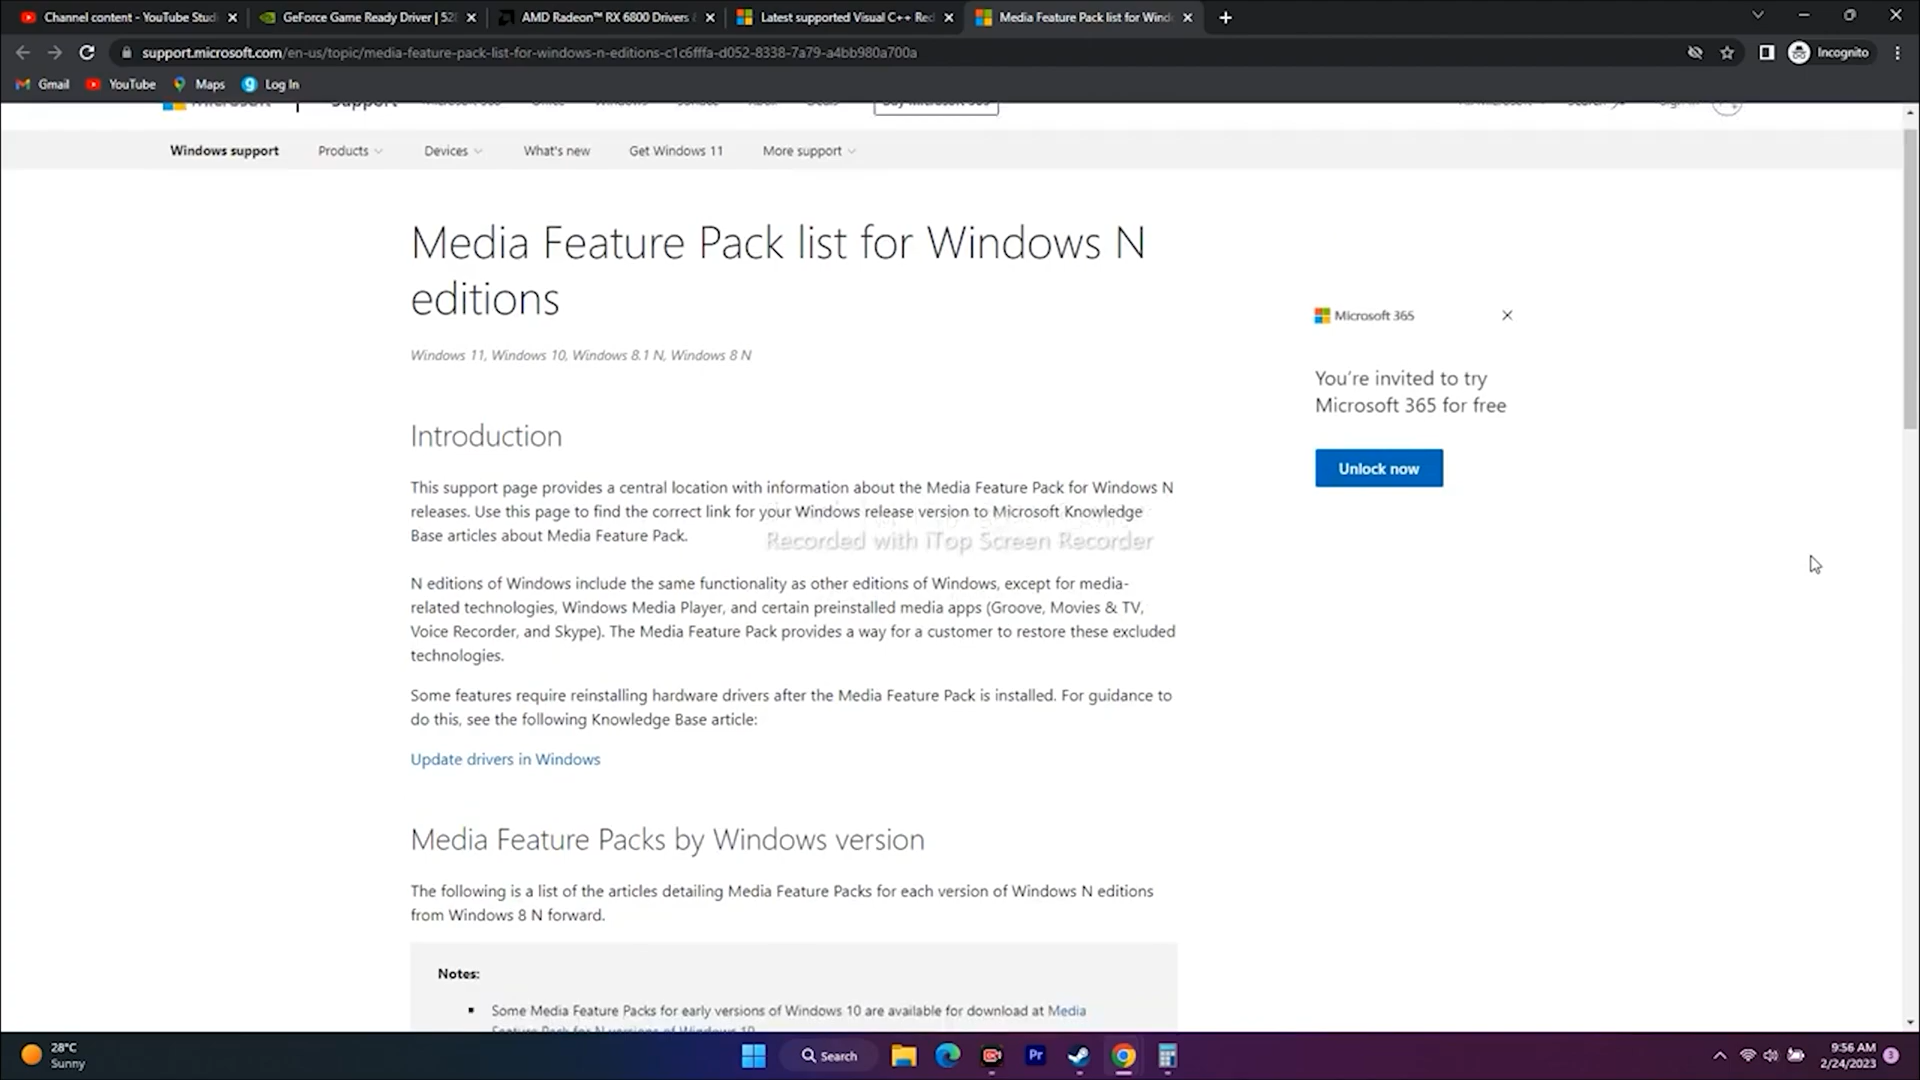 Channel content - YouTube Studi
GeForce Game Ready Driver | 52
AMD Radeon™ RX 6800 Drivers
Latest supported Visual C++ Red
Media Feature Pack list for Wind
support.microsoft.com/en-us/topic/media-feature-pack-list-for-windows-n-editions-c1c6fffa-d052-8338-7a79-a4bb980a700a
Incognito
Gmail
YouTube
Maps
Log In
Microsoft
Support
Windows support
Products
Devices
What's new
Get Windows 11
More support
Media Feature Pack list for Windows N
editions
Windows 11, Windows 10, Windows 8.1 N, Windows 8 N
Microsoft 365
You're invited to try
Microsoft 365 for free
Unlock now
Introduction
This support page provides a central location with information about the Media Feature Pack for Windows N
releases. Use this page to find the correct link for your Windows release version to Microsoft Knowledge
Base articles about Media Feature Pack.
Recorded with iTop Screen Recorder
N editions of Windows include the same functionality as other editions of Windows, except for media-
related technologies, Windows Media Player, and certain preinstalled media apps (Groove, Movies & TV,
Voice Recorder, and Skype). The Media Feature Pack provides a way for a customer to restore these excluded
technologies.
Some features require reinstalling hardware drivers after the Media Feature Pack is installed. For guidance to
do this, see the following Knowledge Base article:
Update drivers in Windows
Media Feature Packs by Windows version
The following is a list of the articles detailing Media Feature Packs for each version of Windows N editions
from Windows 8 N forward.
Notes:
Some Media Feature Packs for early versions of Windows 10 are available for download at Media
Feature Pack for N versions of Windows 10
28°C
Sunny
Search
Pr
9:56 AM
2/24/2023
3